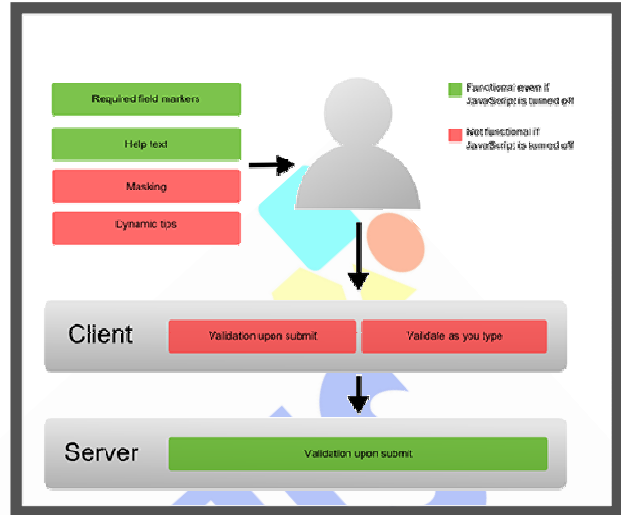 Required field markers
Help text
Masking
Dynamic tips
Functional even if
JavaScript is turned off
Not functional if
JavaScript is turned off
Client
Validation upon submit
Validate as you type
Server
Validation upon submit